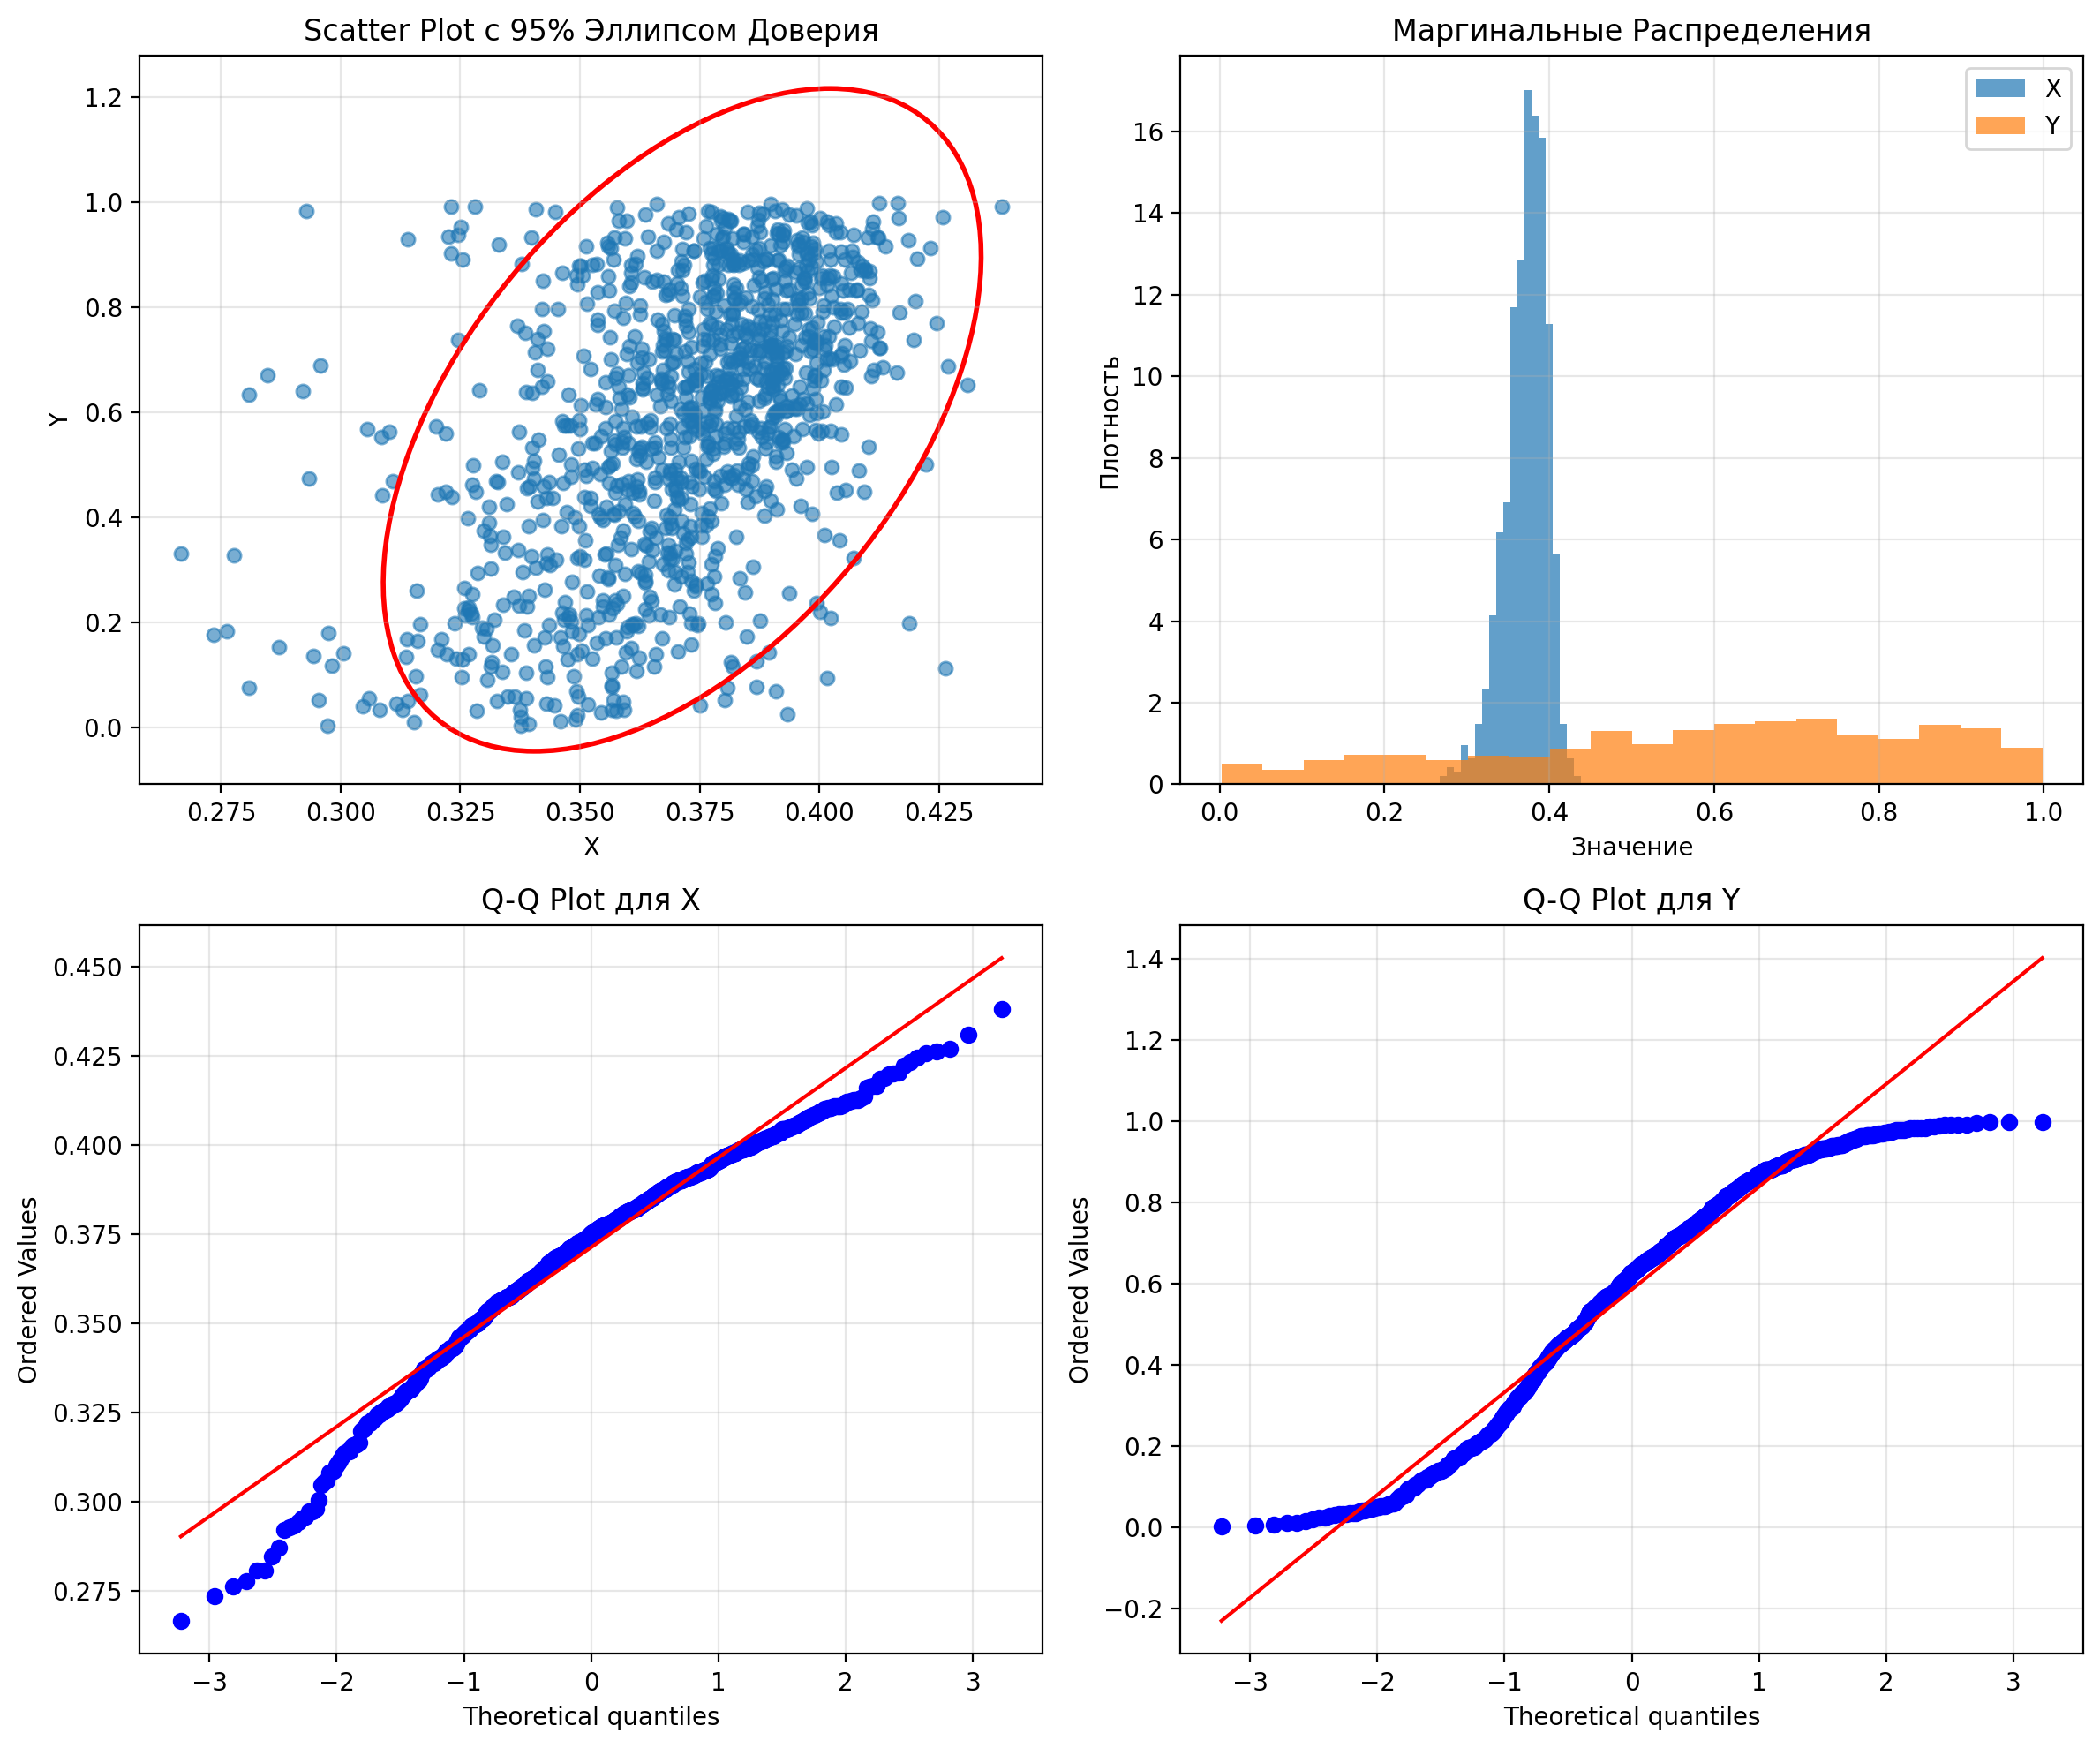 Scatter Plot с 95% Эллипсом Доверия
1.2
1.0
0.8
0.6
0.4
0.2
0.0
Y
0.275 0.300 0.325 0.350 0.375 0.400 0.425
X
Маргинальные Распределения
X
Y
16
14
12
10
8
6
4
2
0
Плотность
0.0 0.2 0.4 0.6 0.8 1.0
Значение
Q-Q Plot для X
0.450
0.425
0.400
0.375
0.350
0.325
0.300
0.275
Ordered Values
−3 −2 −1 0 1 2 3
Theoretical quantiles
Q-Q Plot для Y
1.4
1.2
1.0
0.8
0.6
0.4
0.2
0.0
−0.2
Ordered Values
−3 −2 −1 0 1 2 3
Theoretical quantiles